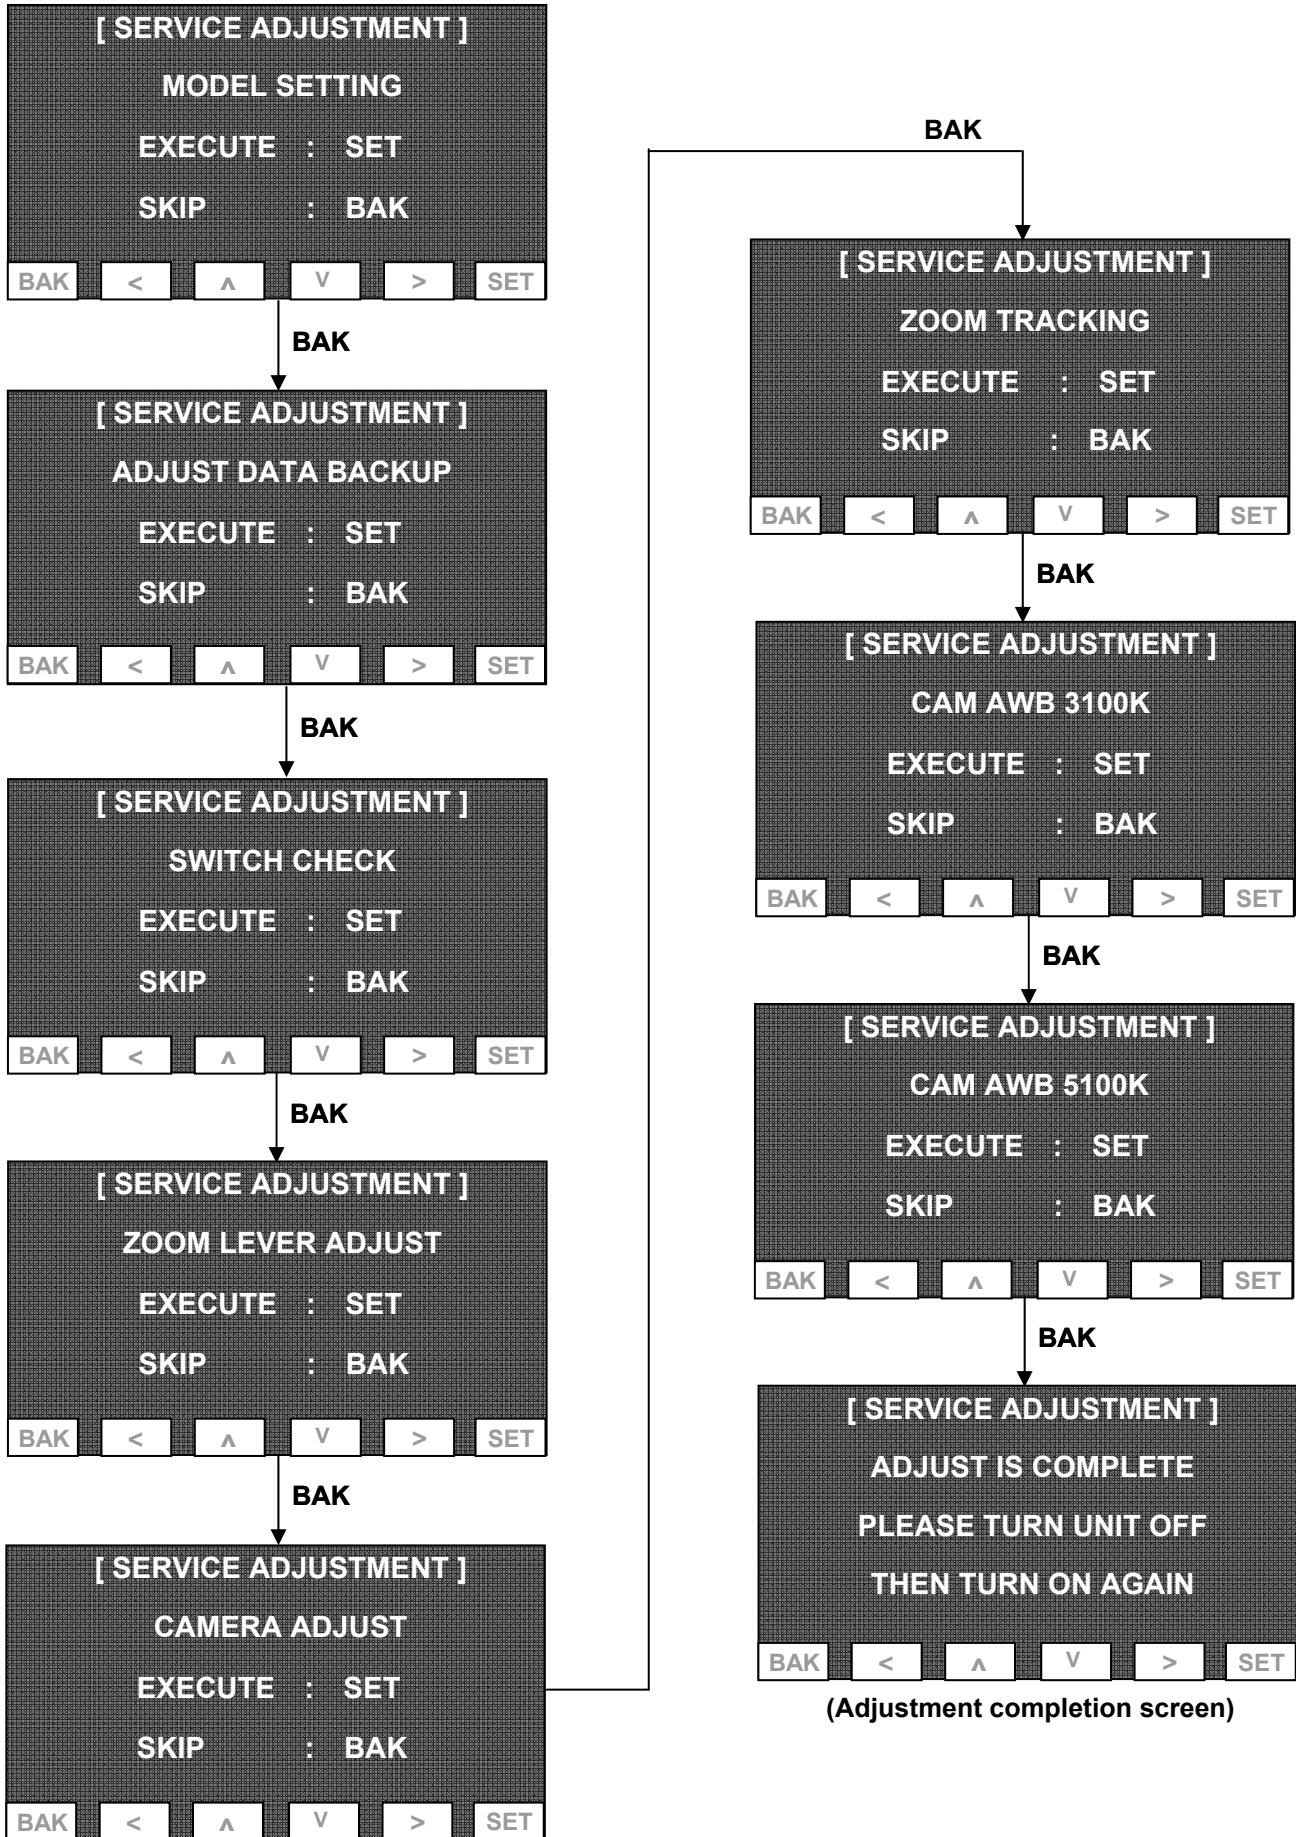 [ SERVICE ADJUSTMENT ]
MODEL SETTING
EXECUTE : SET
SKIP : BAK
BAK < ∧ V > SET
BAK
[ SERVICE ADJUSTMENT ]
ADJUST DATA BACKUP
EXECUTE : SET
SKIP : BAK
BAK < ∧ V > SET
BAK
[ SERVICE ADJUSTMENT ]
SWITCH CHECK
EXECUTE : SET
SKIP : BAK
BAK < ∧ V > SET
BAK
[ SERVICE ADJUSTMENT ]
ZOOM LEVER ADJUST
EXECUTE : SET
SKIP : BAK
BAK < ∧ V > SET
BAK
[ SERVICE ADJUSTMENT ]
CAMERA ADJUST
EXECUTE : SET
SKIP : BAK
BAK < ∧ V > SET
BAK
[ SERVICE ADJUSTMENT ]
ZOOM TRACKING
EXECUTE : SET
SKIP : BAK
BAK < ∧ V > SET
BAK
[ SERVICE ADJUSTMENT ]
CAM AWB 3100K
EXECUTE : SET
SKIP : BAK
BAK < ∧ V > SET
BAK
[ SERVICE ADJUSTMENT ]
CAM AWB 5100K
EXECUTE : SET
SKIP : BAK
BAK < ∧ V > SET
BAK
[ SERVICE ADJUSTMENT ]
ADJUST IS COMPLETE
PLEASE TURN UNIT OFF
THEN TURN ON AGAIN
BAK < ∧ V > SET
(Adjustment completion screen)